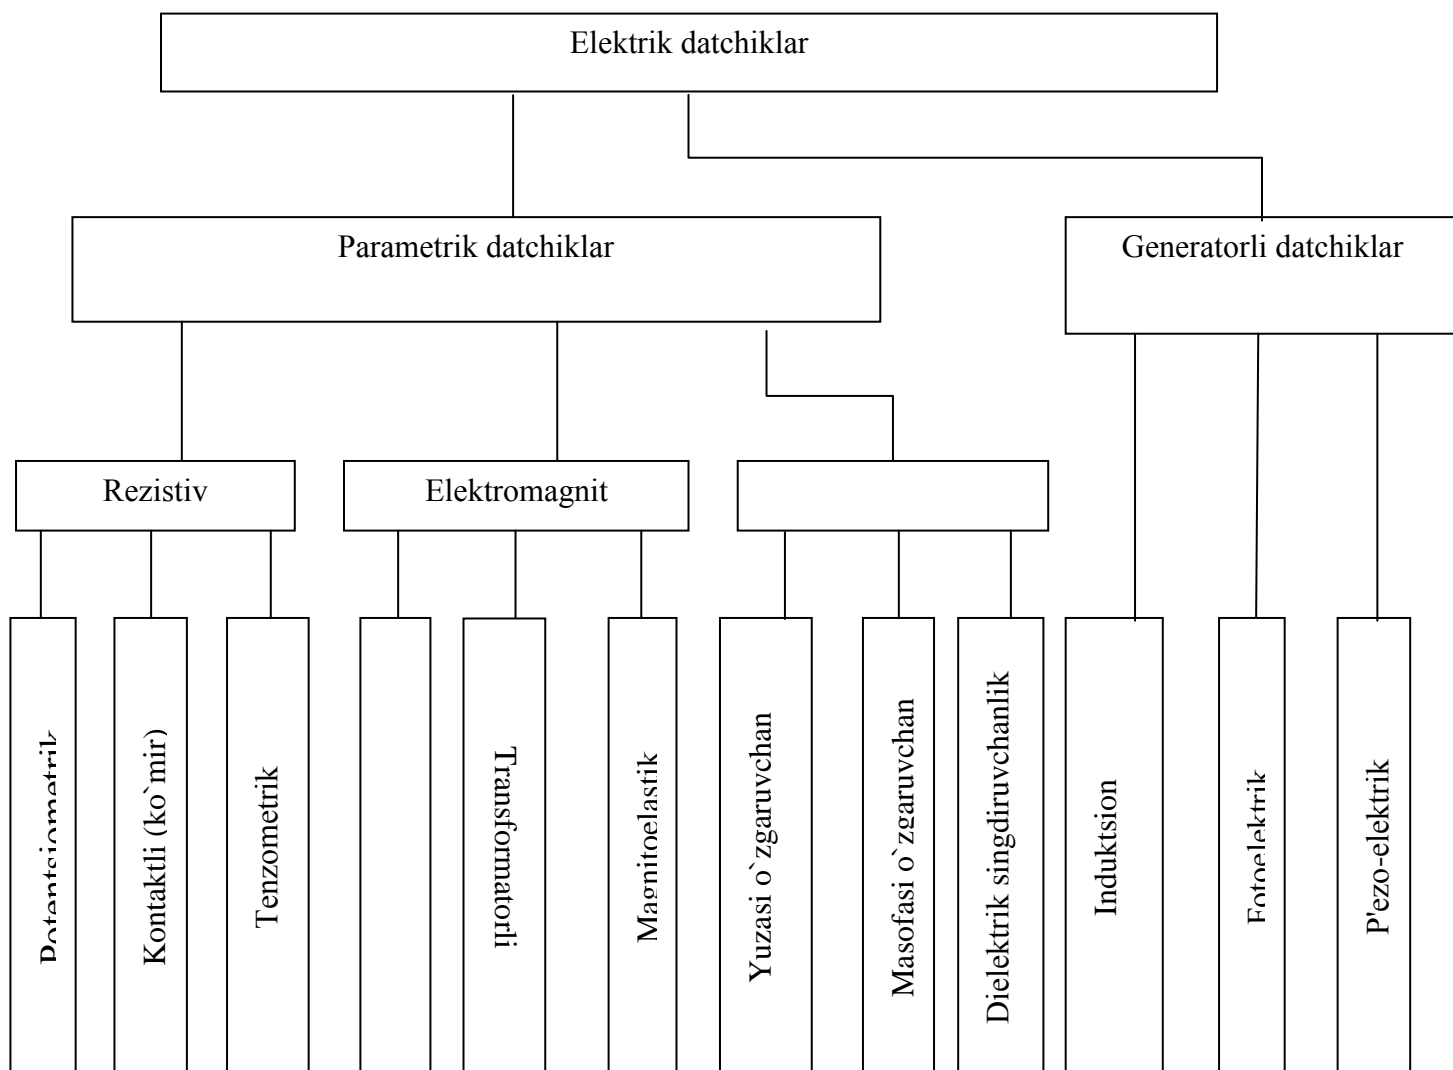 Elektrik datchiklar
Parametrik datchiklar
Generatorli datchiklar
Rezistiv
Elektromagnit
Potentsiometrik
Kontaktli (ko`mir)
Tenzometrik
Transformatorli
Magnitoelastik
Yuzasi o`zgaruvchan
Masofasi o`zgaruvchan
Dielektrik singdiruvchanlik
Induktsion
Fotoelektrik
P'ezo-elektrik